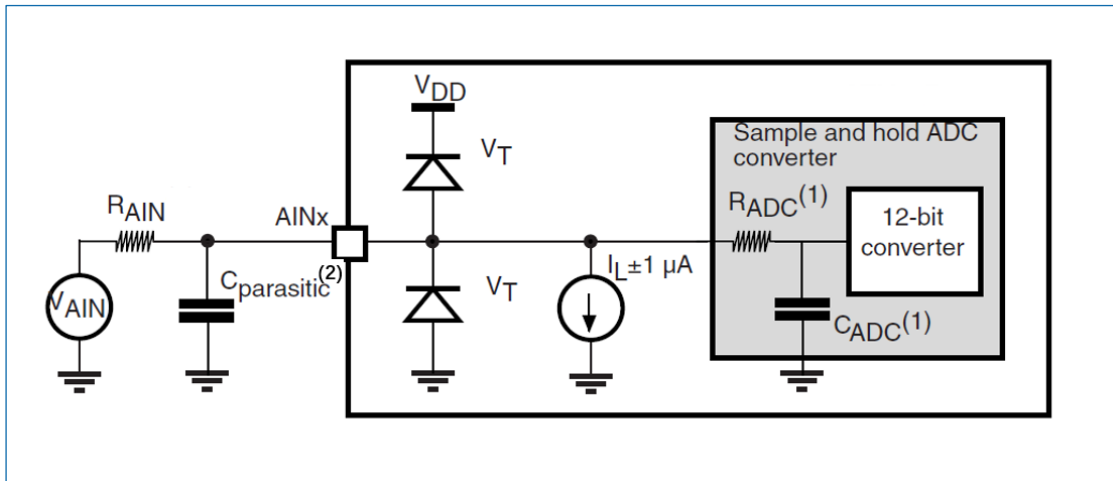 VDD
VT
Sample and hold ADC
converter
RAIN
AINx
RADC(1)
12-bit
converter
Cparasitic(2)
VT
IL±1 µA
VAIN
CADC(1)